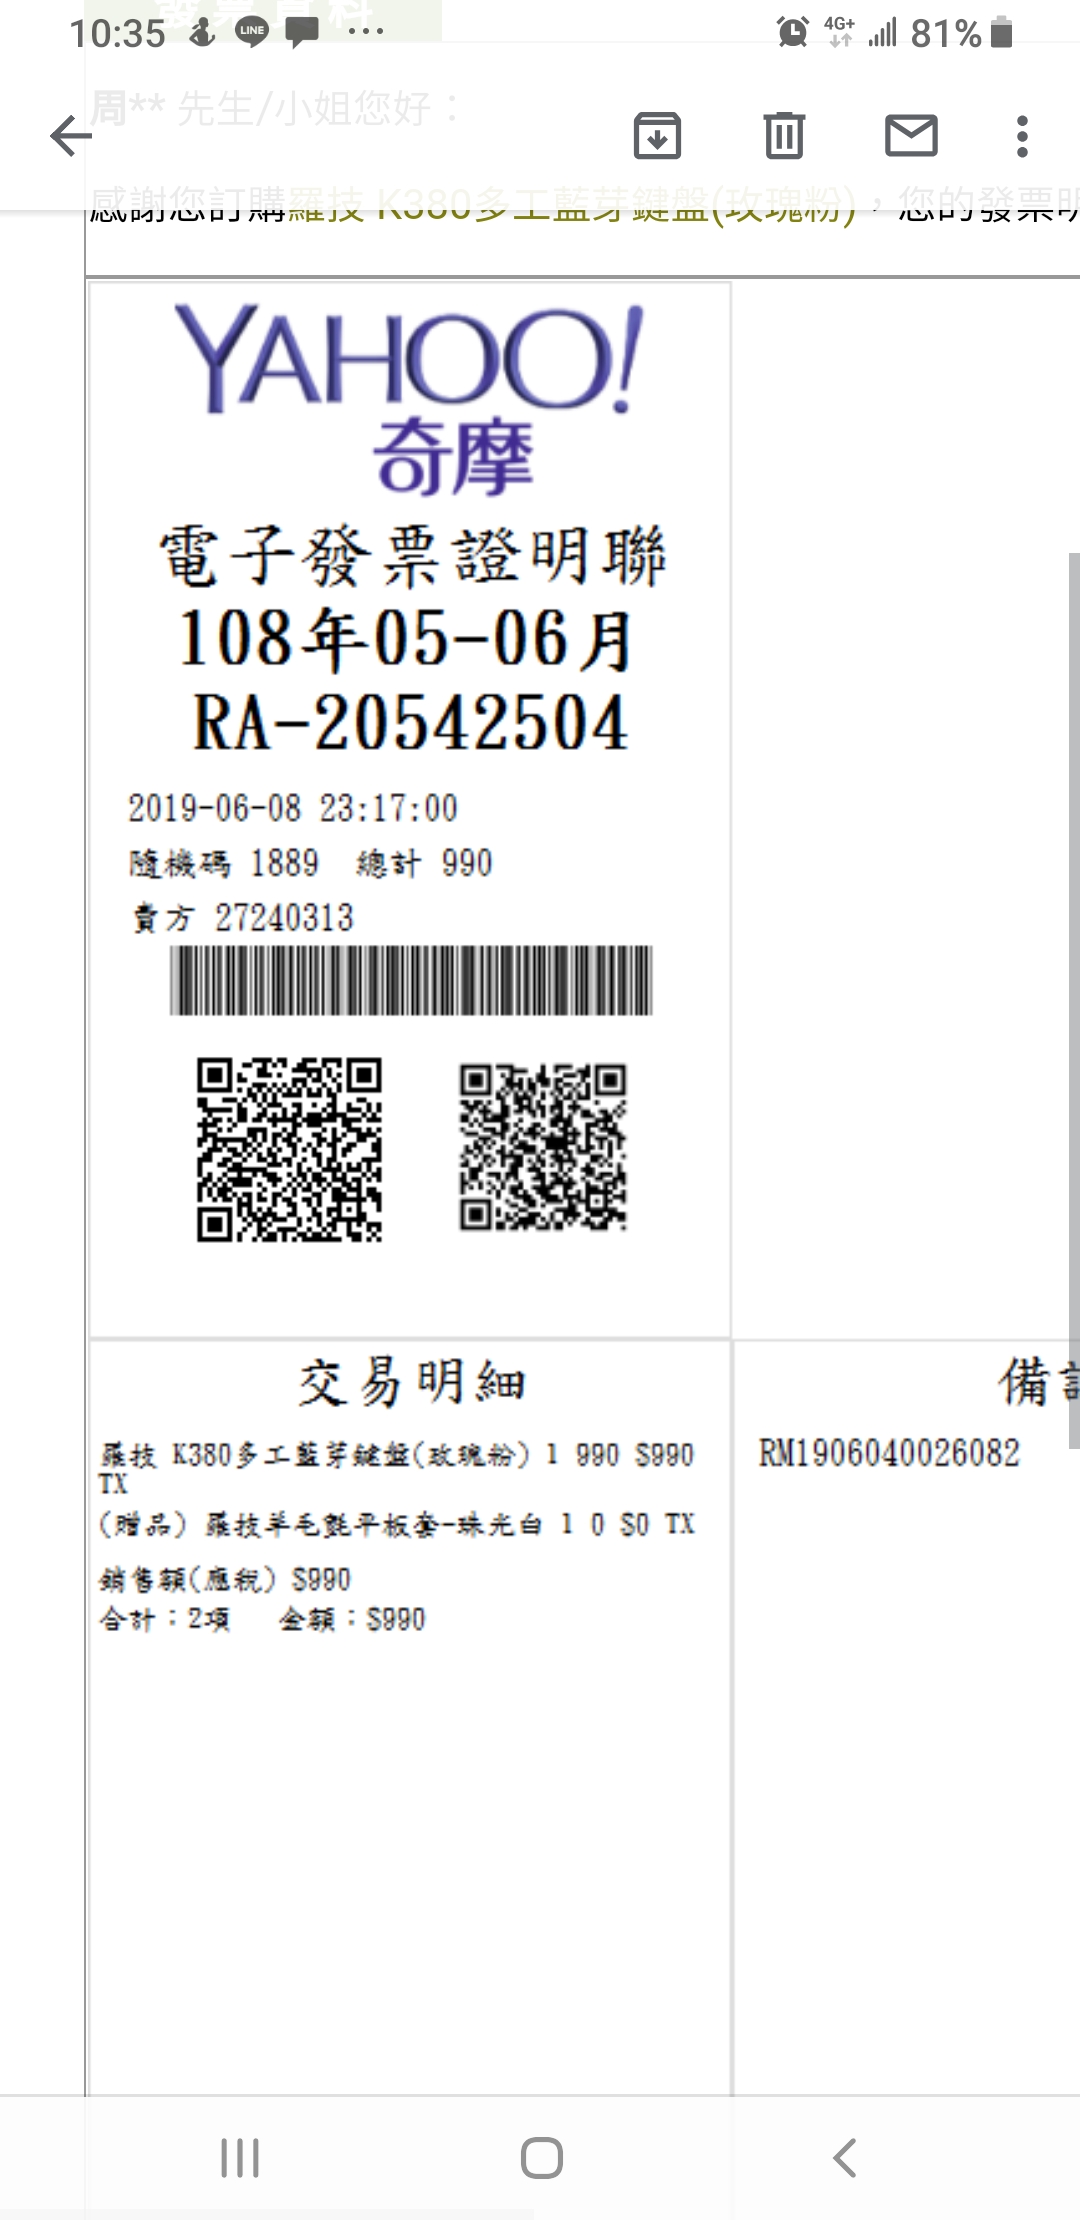 發票資料
10:35
LINE
4G+
81%
周** 先生/小姐您好：
感謝您訂購羅技 K380多工藍芽鍵盤(玫瑰粉)，您的發票明
YAHOO!
奇摩
電子發票證明聯
108年05-06月
RA-20542504
2019-06-08 23:17:00
隨機碼 1889 總計 990
賣方 27240313
交易明細
羅技 K380多工藍芽鍵盤(玫瑰粉) 1 990 $990
TX
(贈品) 羅技羊毛氈平板套-珠光白 1 0 $0 TX
銷售額(應稅) $990
合計：2項 金額：$990
備註
RM1906040026082